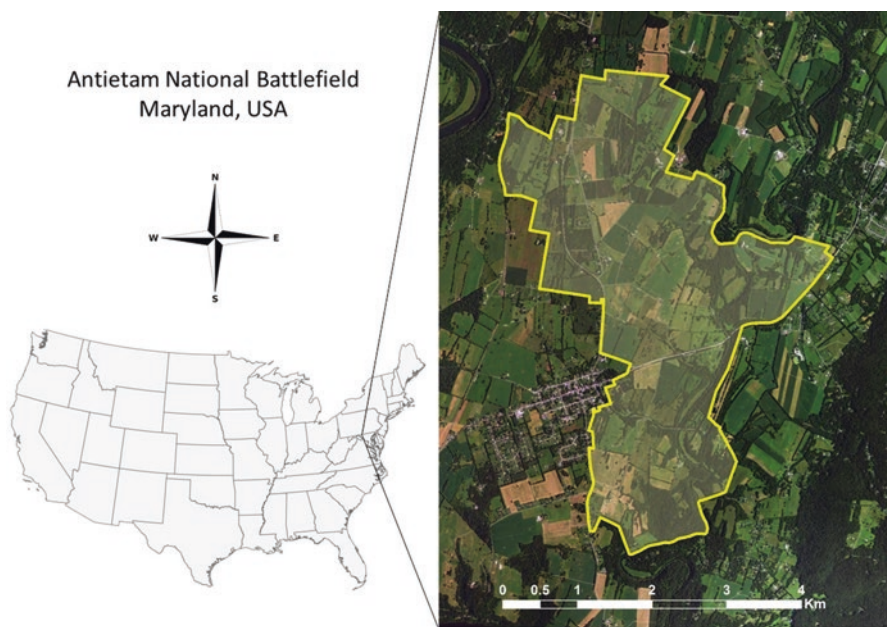 Antietam National Battlefield
Maryland, USA
N
W E
S
0 0.5 1 2 3 4
Km